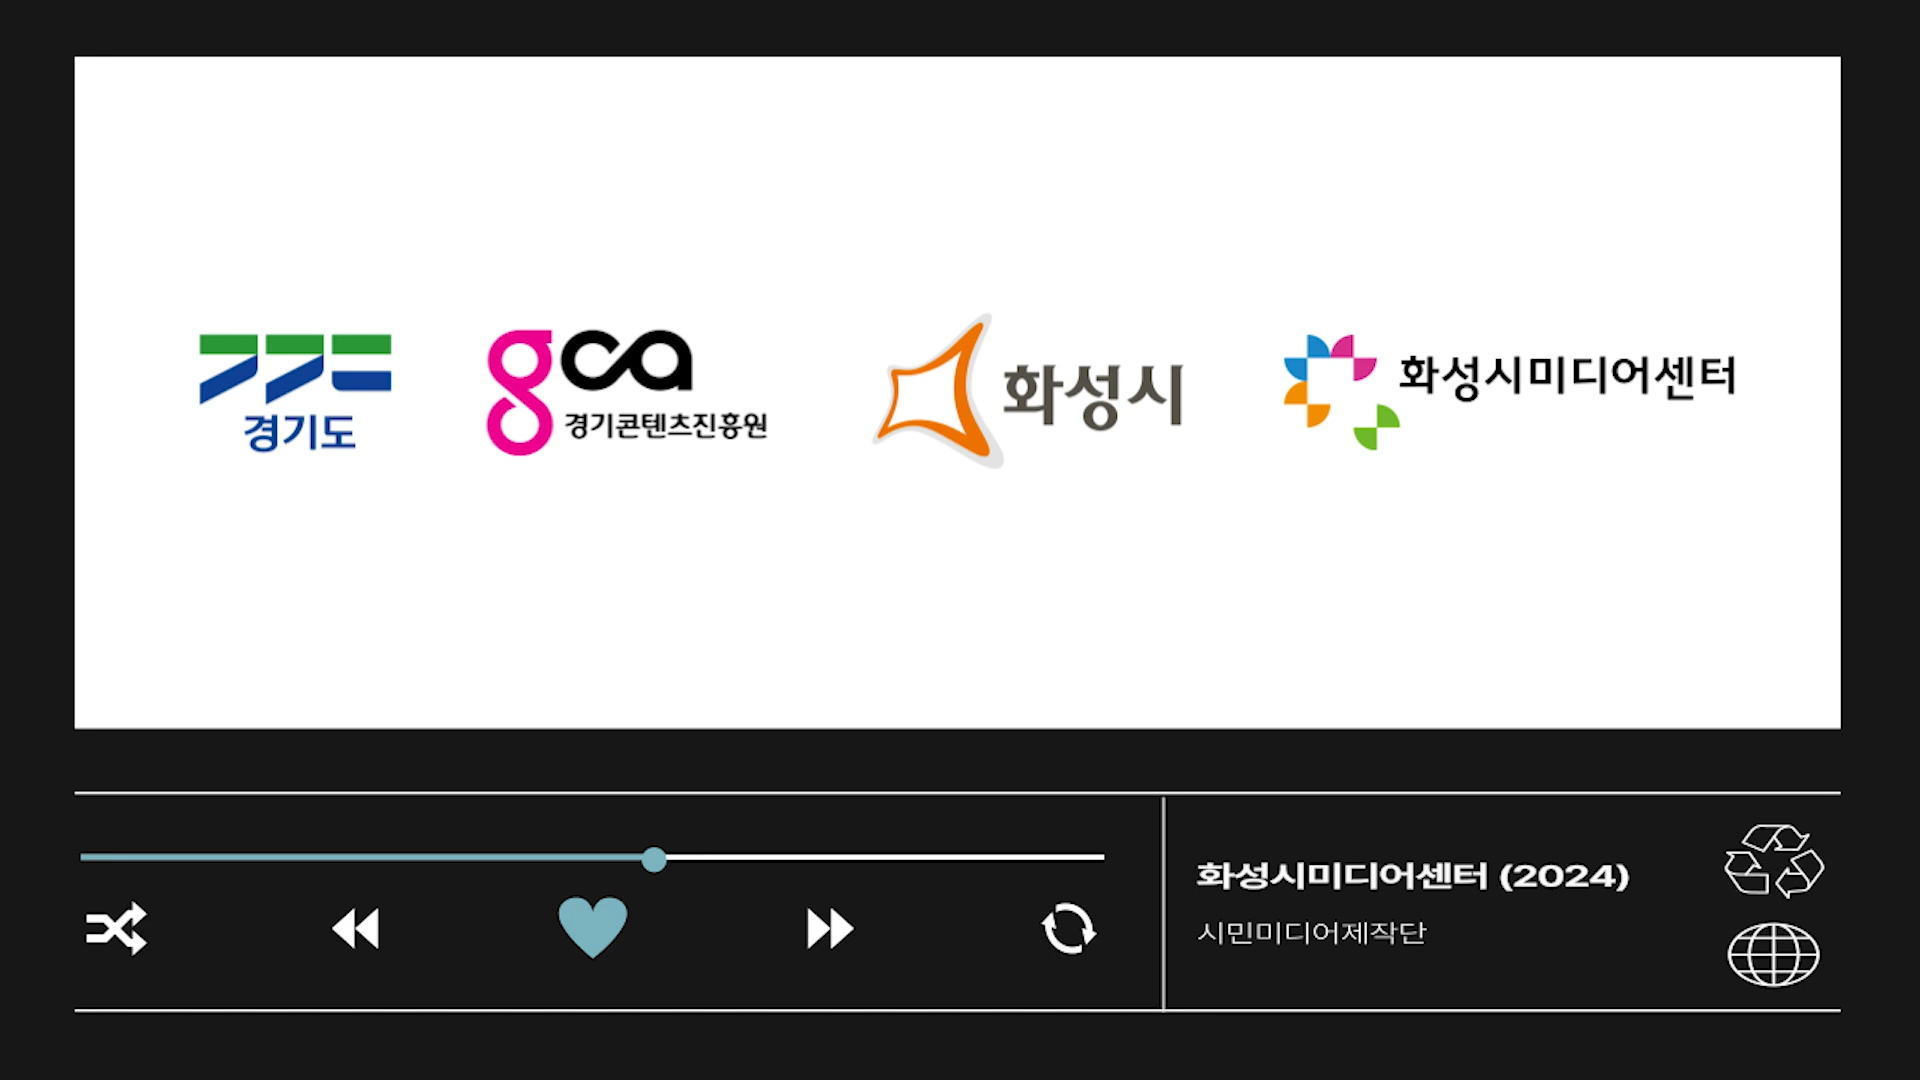 경기도
gca
경기콘텐츠진흥원
화성시
화성시미디어센터
화성시미디어센터 (2024)
시민미디어제작단